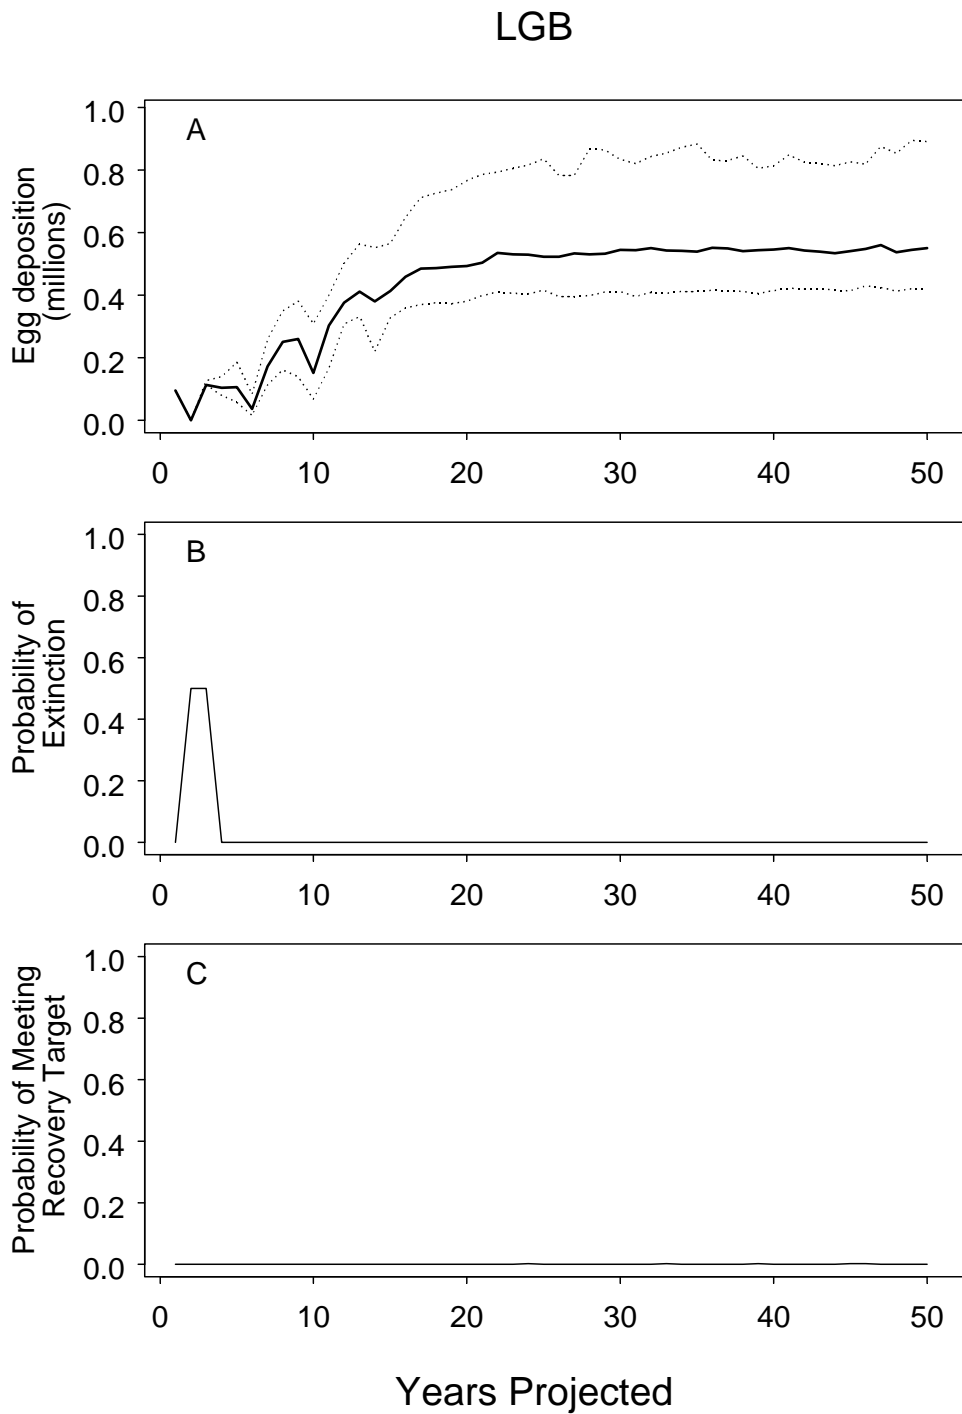 LGB
A
Egg deposition
(millions)
1.0
0.8
0.6
0.4
0.2
0.0
0 10 20 30 40 50
B
Probability of
Extinction
1.0
0.8
0.6
0.4
0.2
0.0
0 10 20 30 40 50
C
Probability of Meeting
Recovery Target
1.0
0.8
0.6
0.4
0.2
0.0
0 10 20 30 40 50
Years Projected